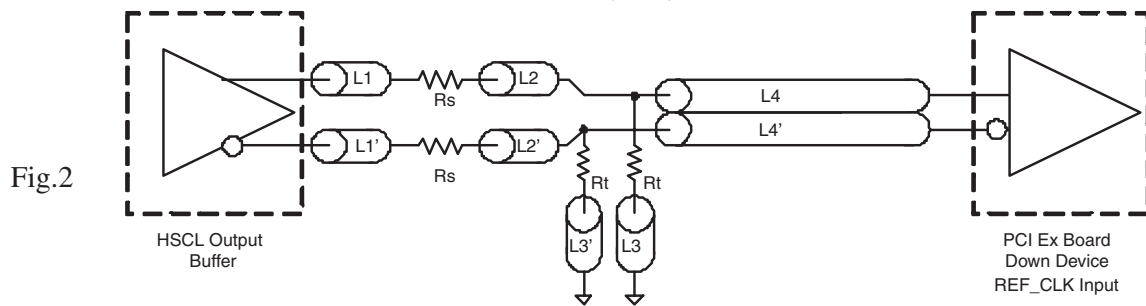 L1
Rs
L2
L4
L4'
L1'
Rs
L2'
Rt
Rt
L3'
L3
Fig.2
HSCL Output
Buffer
PCI Ex Board
Down Device
REF_CLK Input